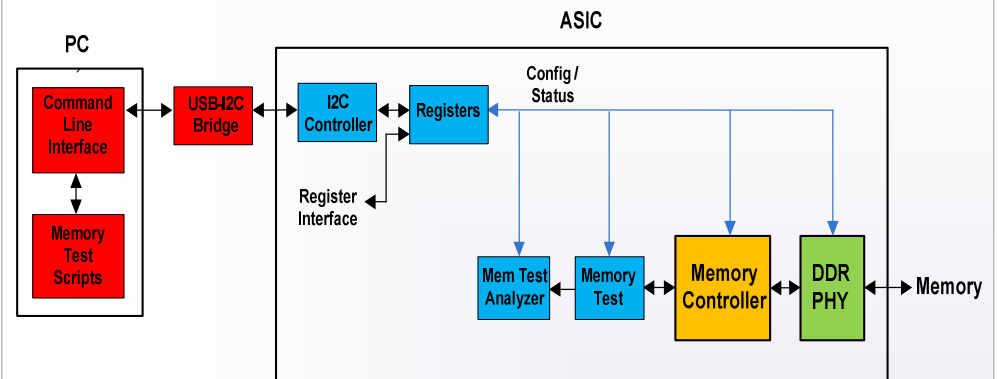 ASIC
PC
Config /
Status
Command
Line
Interface
USB-I2C
Bridge
I2C
Controller
Registers
Register
Interface
Memory
Test
Scripts
Mem Test
Analyzer
Memory
Test
Memory
Controller
DDR
PHY
Memory